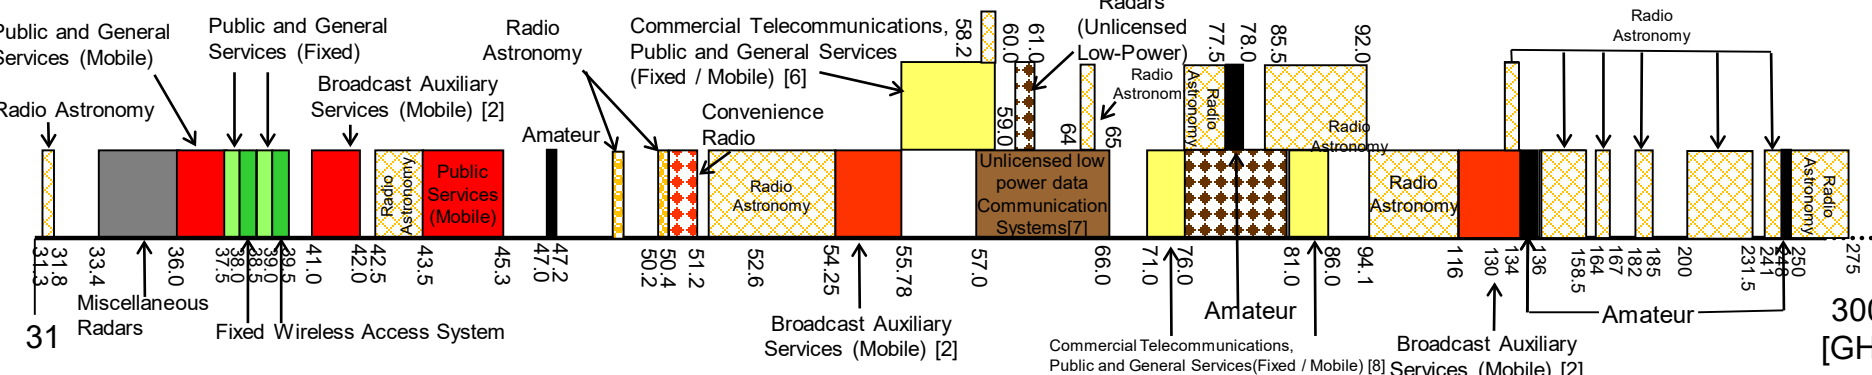 Public and General
Services (Mobile)
Public and General
Services (Fixed)
Radio
Astronomy
Commercial Telecommunications,
Public and General Services
(Fixed / Mobile) [6]
58.2
60.0
61.0
Radars
(Unlicensed
Low-Power)
77.5
78.0
85.5
92.0
Radio
Astronomy
Radio Astronomy
Broadcast Auxiliary
Services (Mobile) [2]
Amateur
Convenience
Radio
59.0
64
65
Radio
Astronomy
Radio
Astronomy
Radio
Astronomy
Radio
Astronomy
Public
Services
(Mobile)
Radio
Astronomy
Unlicensed low
power data
Communication
Systems[7]
Radio
Astronomy
Radio
Astronomy
31.3
31.8
33.4
36.0
37.5
38.0
38.5
39.0
39.5
41.0
42.0
42.5
43.5
45.3
47.0
47.2
50.2
50.4
51.2
52.6
54.25
55.78
57.0
66.0
71.0
76.0
81.0
86.0
94.1
116
130
134
136
158.5
164
167
182
185
200
231.5
241
248
250
275
31
Miscellaneous
Radars
Fixed Wireless Access System
Broadcast Auxiliary
Services (Mobile) [2]
Amateur
Commercial Telecommunications,
Public and General Services(Fixed / Mobile) [8]
Broadcast Auxiliary
Services (Mobile) [2]
Amateur